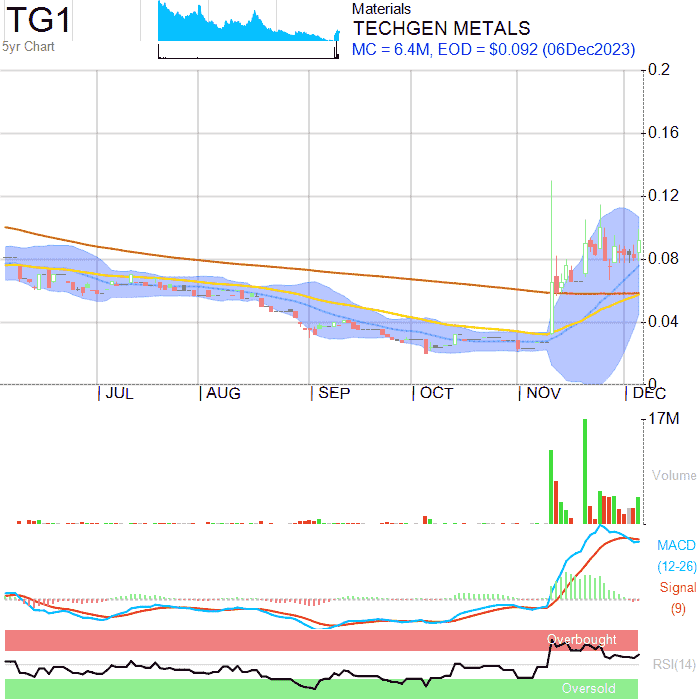 TG1
5yr Chart
Materials
TECHGEN METALS
MC = 6.4M, EOD = $0.092 (06Dec2023)
0.2
0.16
0.12
0.08
0.04
0
JUL
AUG
SEP
OCT
NOV
DEC
17M
Volume
MACD
(12-26)
Signal
(9)
Overbought
RSI(14)
Oversold